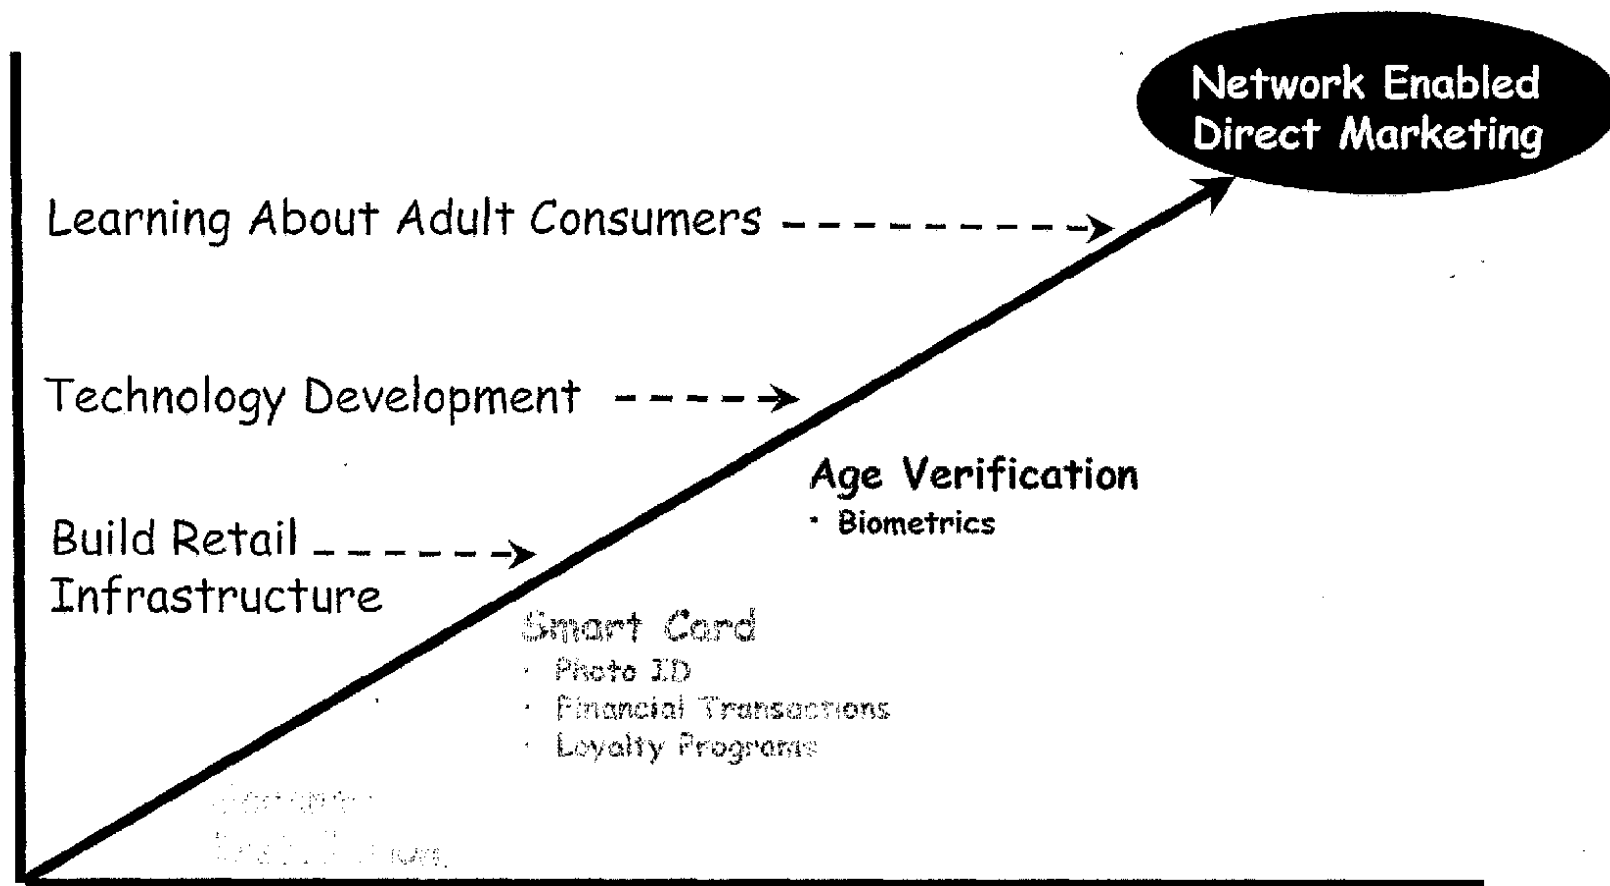 Network Enabled
Direct Marketing
Learning About Adult Consumers
Technology Development
Age Verification
· Biometrics
Build Retail
Infrastructure
Smart Card
· Photo ID
· Financial Transactions
· Loyalty Programs